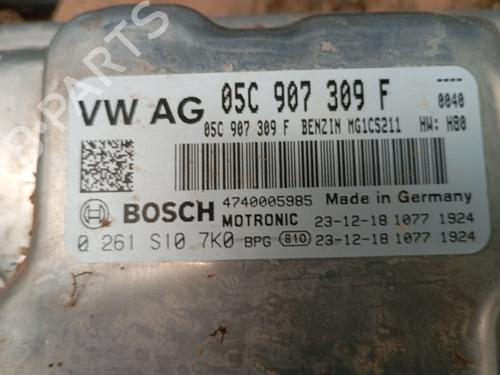 VW AG 05C 907 309 F 0040
05C 907 309 F BENZIN MG1CS211 HW: H80
4740005985 Made in Germany
BOSCH MOTRONIC 23-12-18 1077 1924
0 261 S10 7K0 BPG 810 23-12-18 1077 1924
B-PARTS